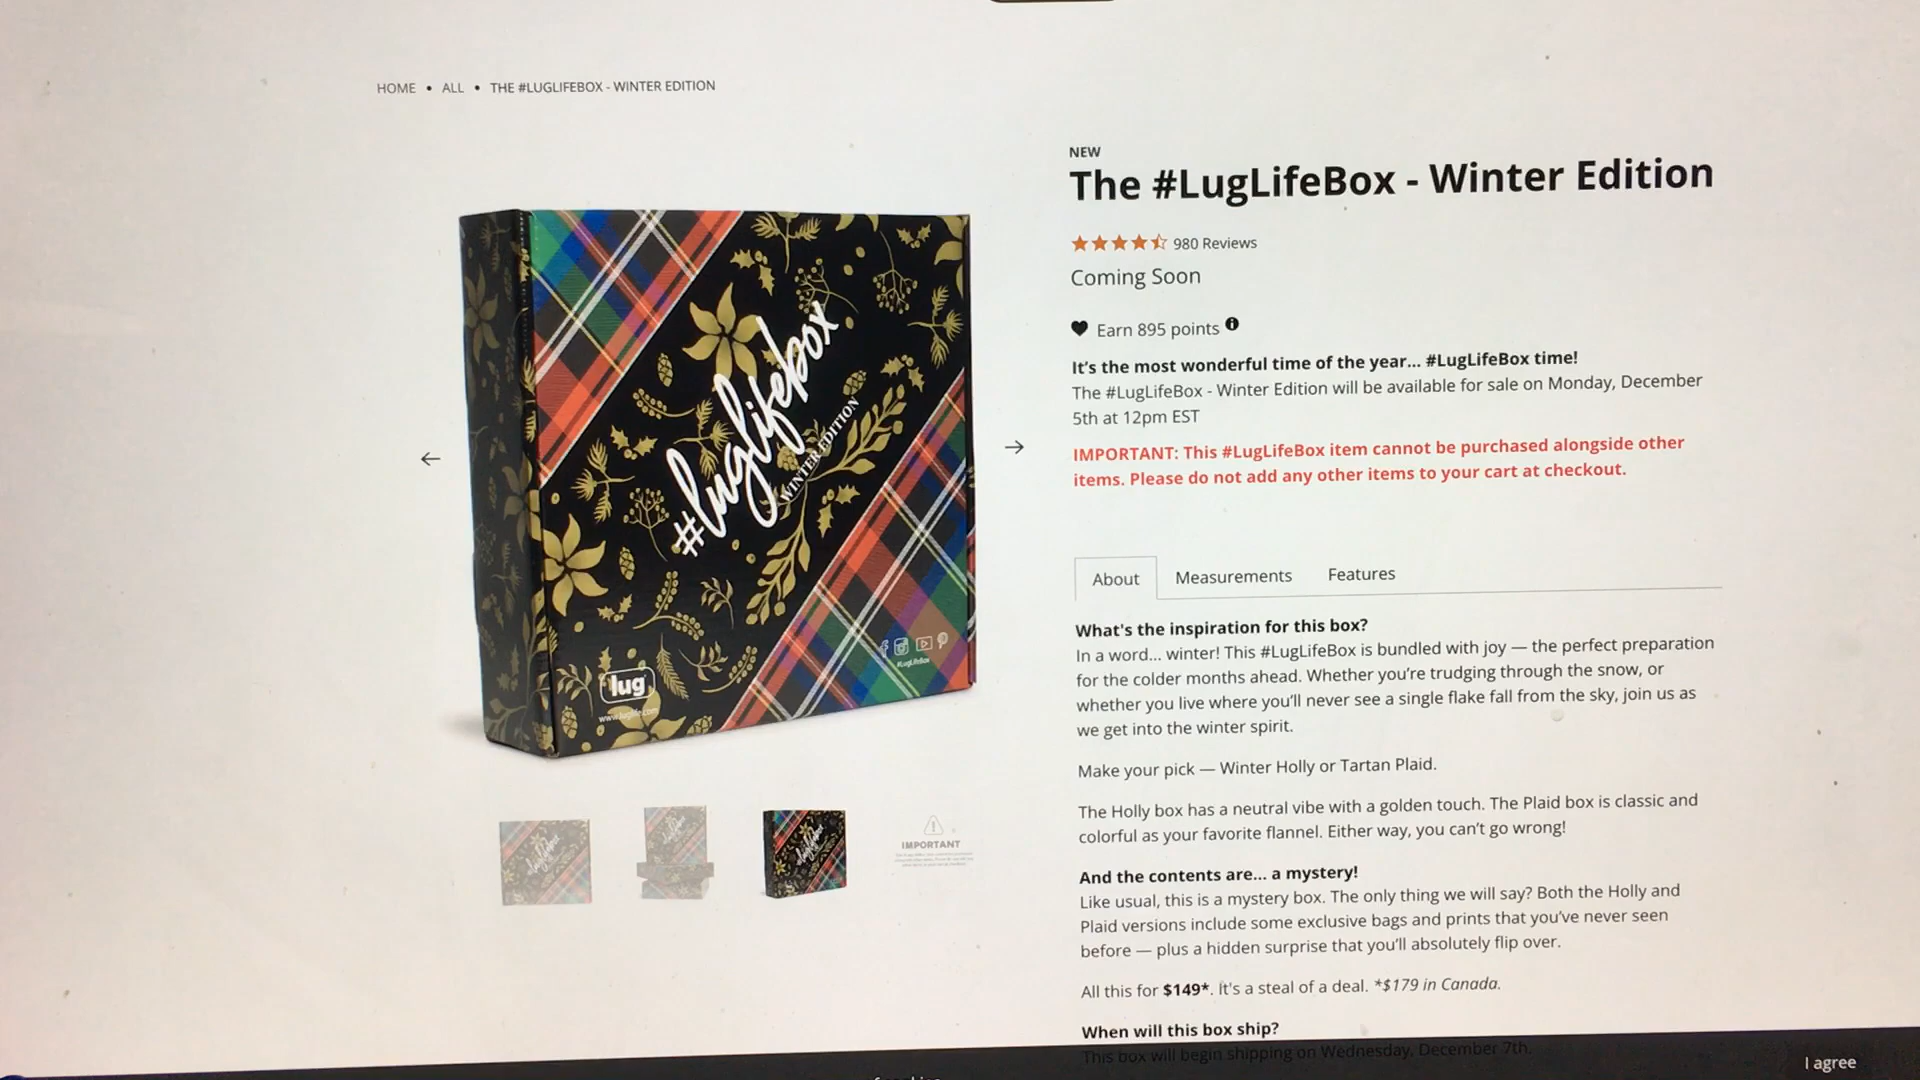 HOME • ALL • THE #LUGLIFEBOX - WINTER EDITION
NEW
The #LugLifeBox - Winter Edition
980 Reviews
Coming Soon
Earn 895 points
It's the most wonderful time of the year... #LugLifeBox time!
The #LugLifeBox - Winter Edition will be available for sale on Monday, December
5th at 12pm EST
IMPORTANT: This #LugLifeBox item cannot be purchased alongside other
items. Please do not add any other items to your cart at checkout.
About Measurements Features
What's the inspiration for this box?
In a word... winter! This #LugLifeBox is bundled with joy — the perfect preparation
for the colder months ahead. Whether you're trudging through the snow, or
whether you live where you'll never see a single flake fall from the sky, join us as
we get into the winter spirit.
Make your pick — Winter Holly or Tartan Plaid.
The Holly box has a neutral vibe with a golden touch. The Plaid box is classic and
colorful as your favorite flannel. Either way, you can't go wrong!
And the contents are... a mystery!
Like usual, this is a mystery box. The only thing we will say? Both the Holly and
Plaid versions include some exclusive bags and prints that you've never seen
before — plus a hidden surprise that you'll absolutely flip over.
All this for $149*. It's a steal of a deal. *$179 in Canada.
When will this box ship?
This box will begin shipping on Wednesday, December 7th.
I agree
#luglifebox
WINTER EDITION
lug
www.luglife.com
#LugLifeBox
IMPORTANT